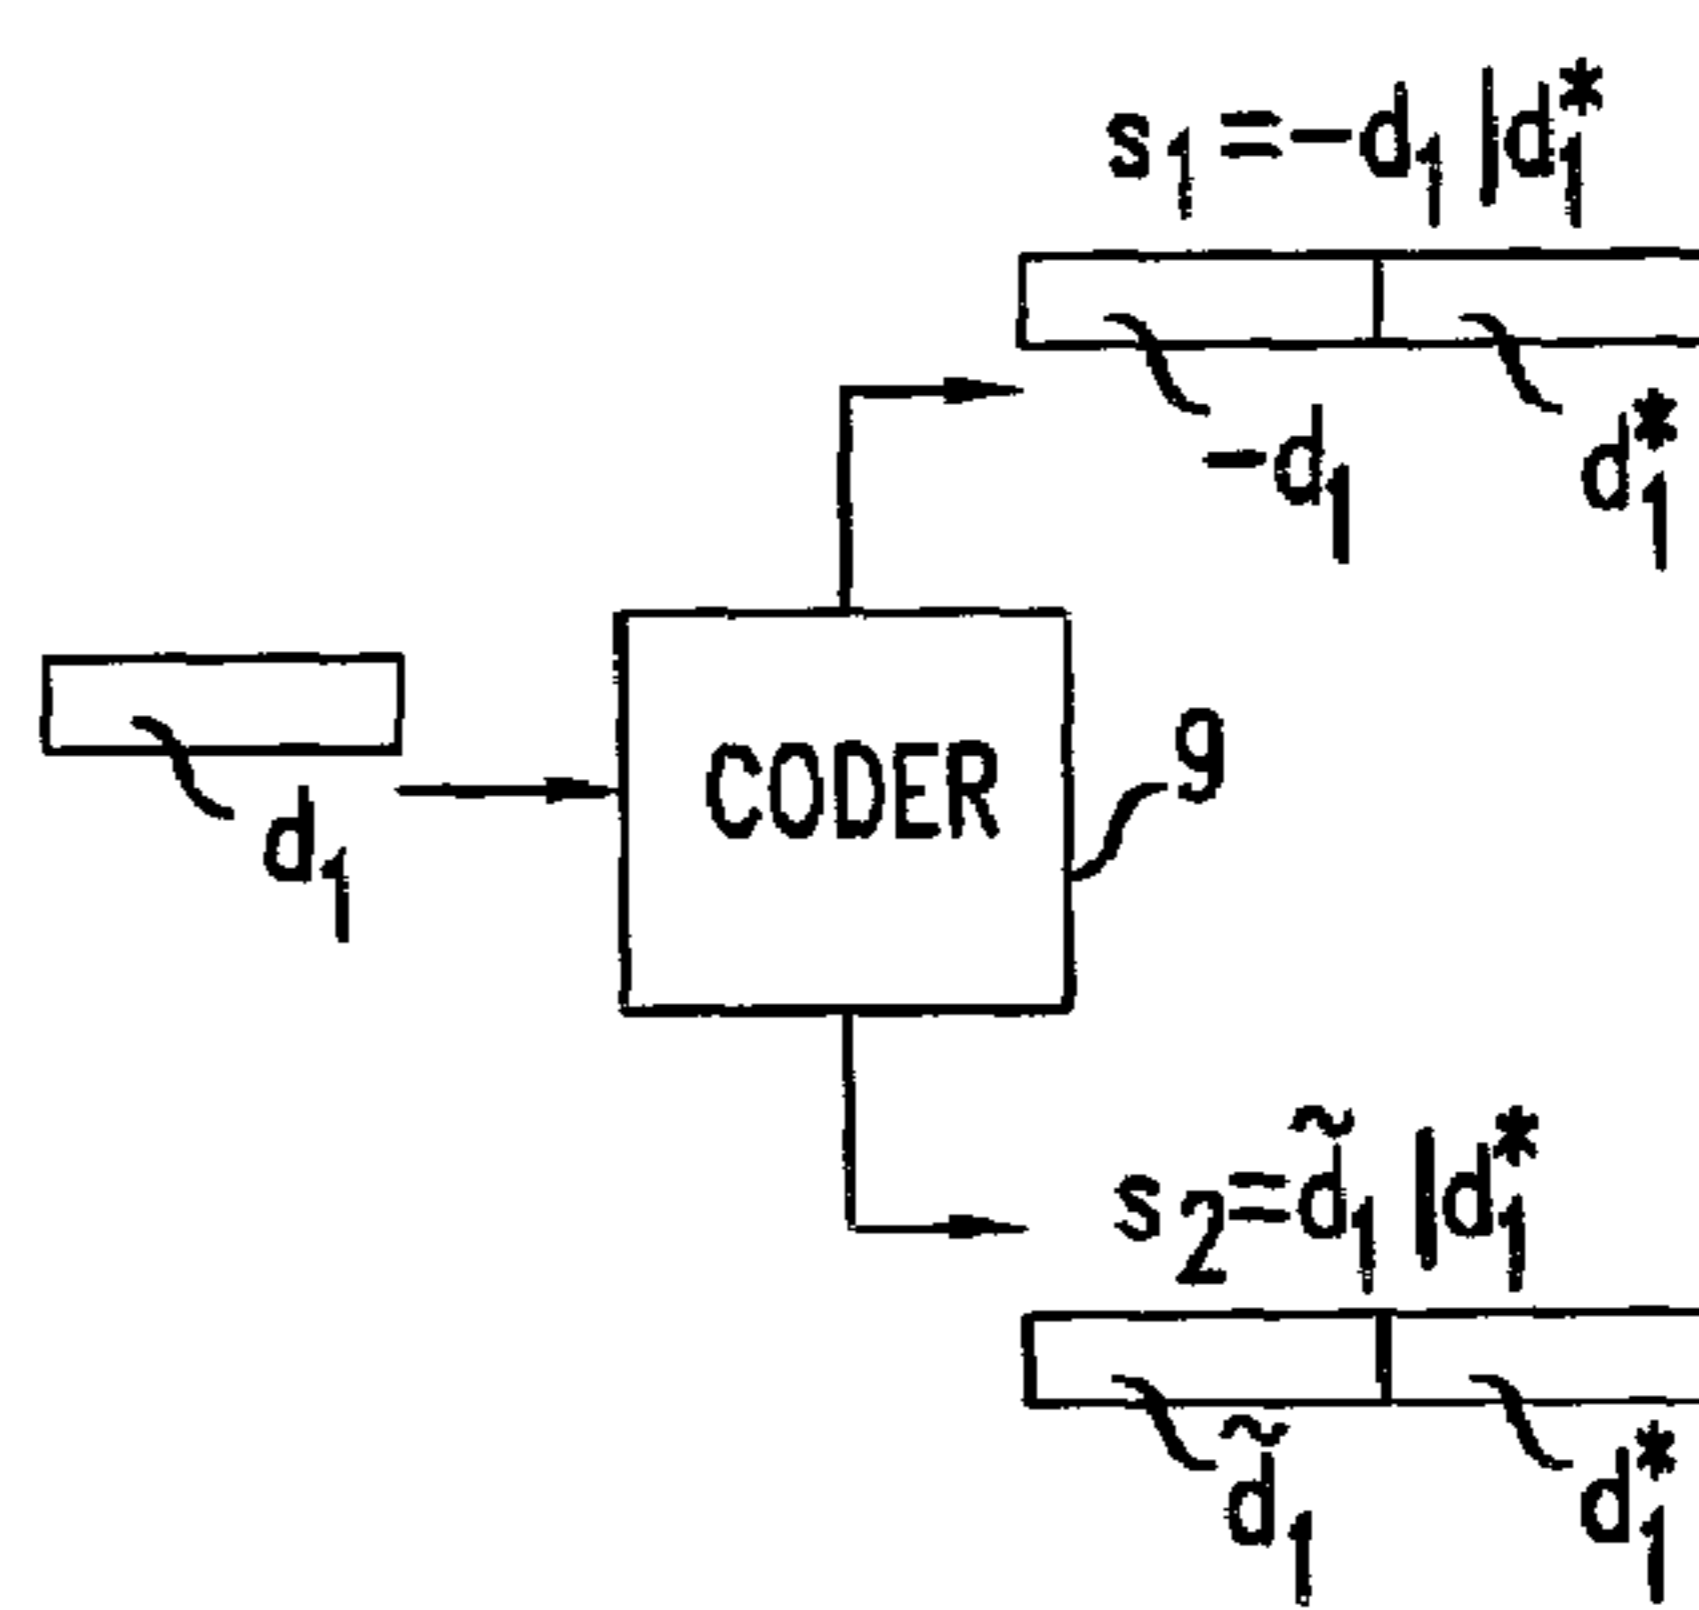 s₁ = -d₁ | d₁*
-d₁ d₁*
d₁
CODER
9
s₂ = d̃₁ | d₁*
d̃₁ d₁*